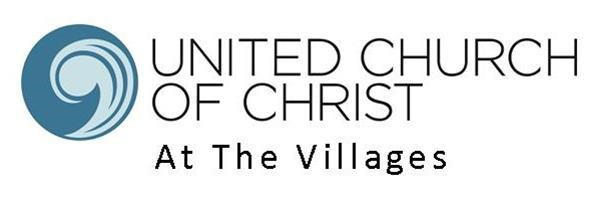 UNITED CHURCH
OF CHRIST
At The Villages